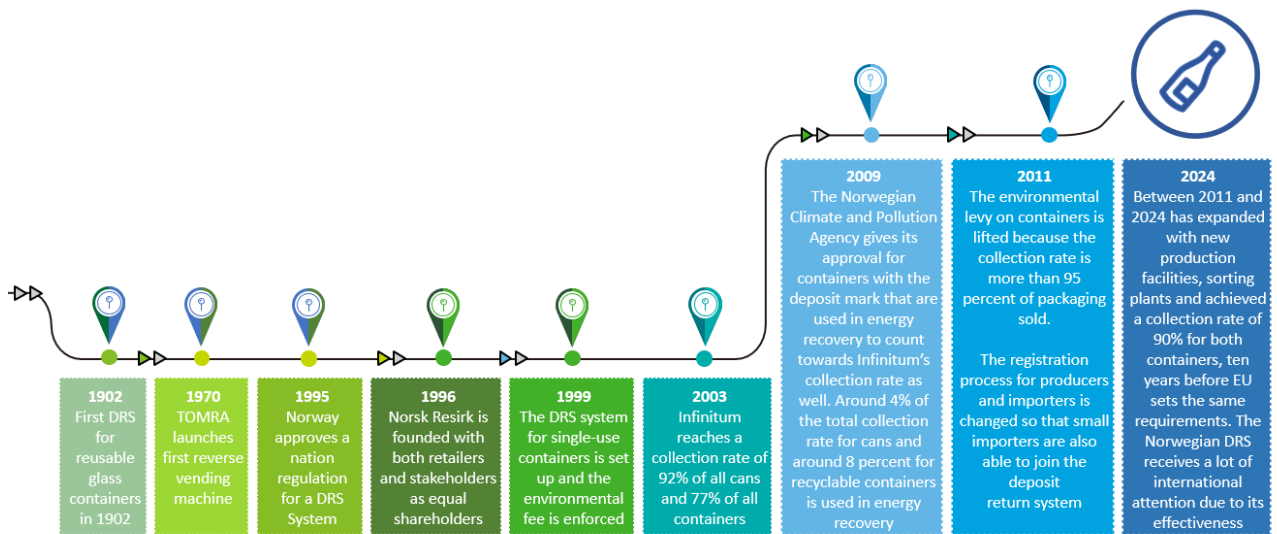 1902
First DRS
for
reusable
glass
containers
in 1902
1970
TOMRA
launches
first reverse
vending
machine
1995
Norway
approves a
nation
regulation
for a DRS
System
1996
Norsk Resirk is
founded with
both retailers
and stakeholders
as equal
shareholders
1999
The DRS system
for single-use
containers is set
up and the
environmental
fee is enforced
2003
Infinitum
reaches a
collection rate of
92% of all cans
and 77% of all
containers
2009
The Norwegian
Climate and Pollution
Agency gives its
approval for
containers with the
deposit mark that are
used in energy
recovery to count
towards Infinitum’s
collection rate as
well. Around 4% of
the total collection
rate for cans and
around 8 percent for
recyclable containers
is used in energy
recovery
2011
The environmental
levy on containers is
lifted because the
collection rate is
more than 95
percent of packaging
sold.
The registration
process for producers
and importers is
changed so that small
importers are also
able to join the
deposit
return system
2024
Between 2011 and
2024 has expanded
with new
production
facilities, sorting
plants and achieved
a collection rate of
90% for both
containers, ten
years before EU
sets the same
requirements. The
Norwegian DRS
receives a lot of
international
attention due to its
effectiveness